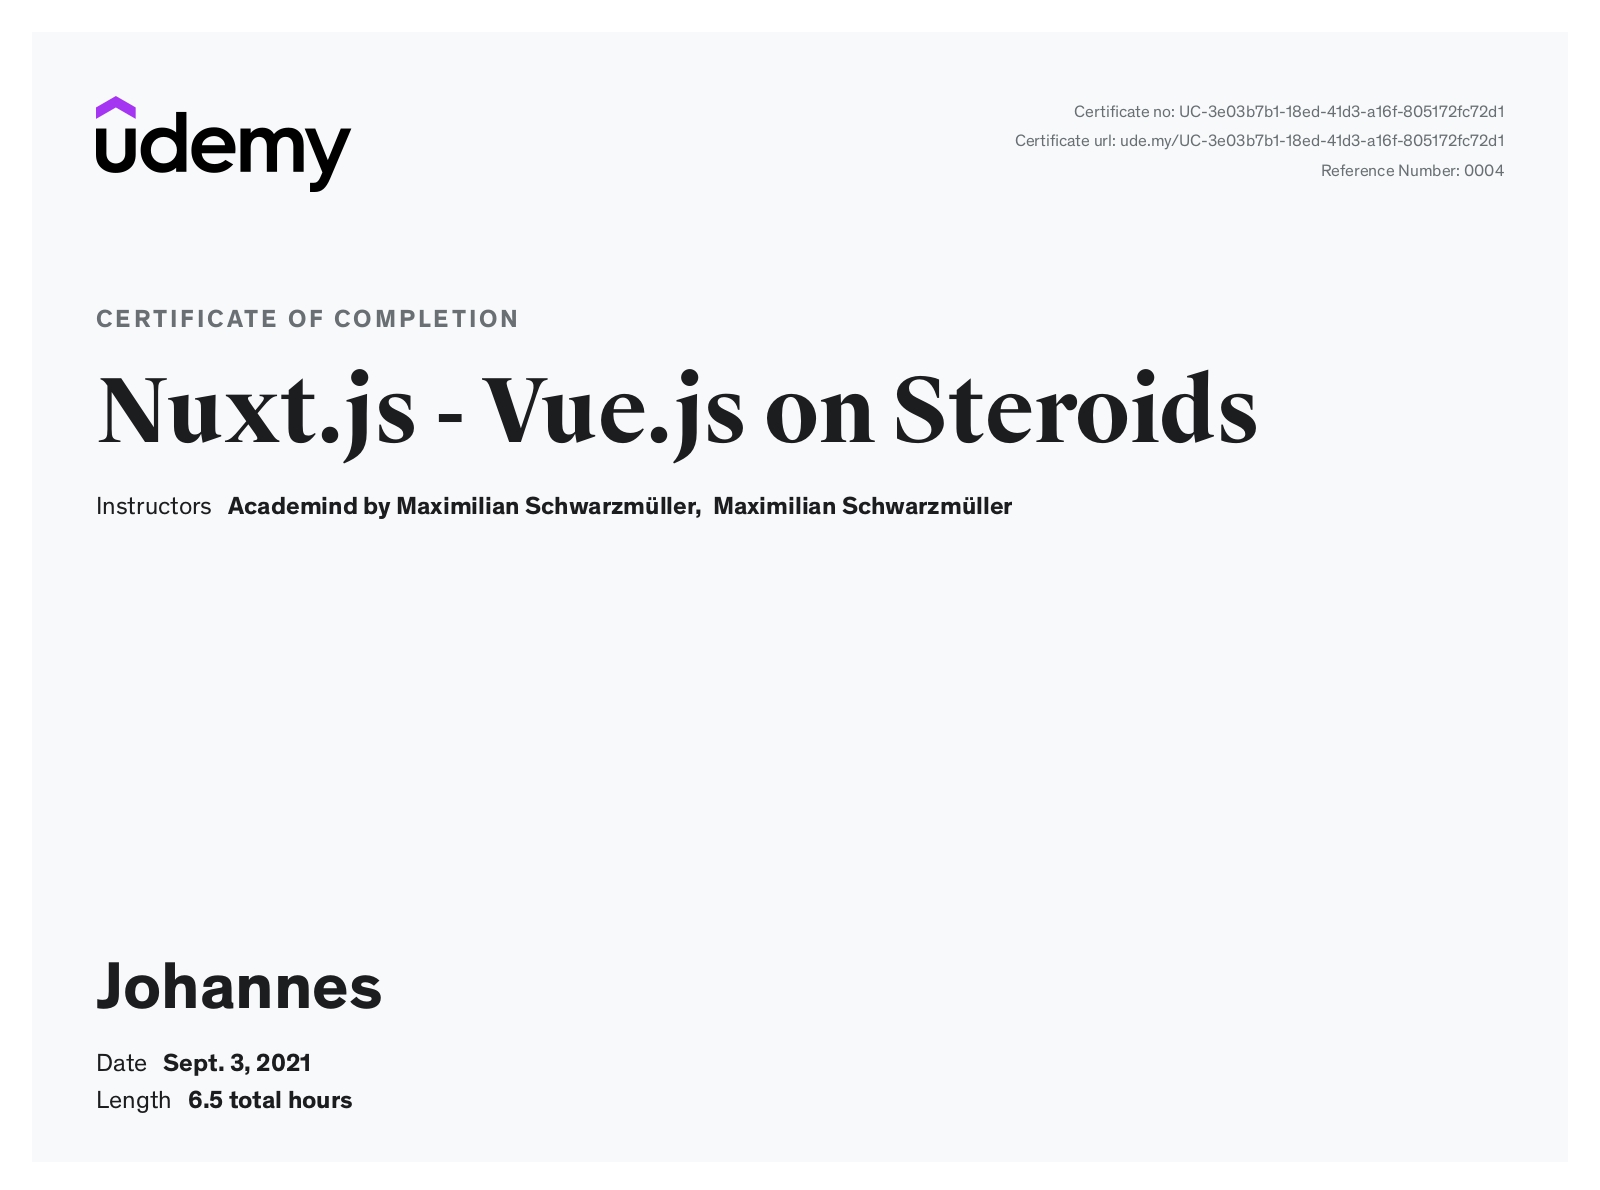 udemy
Certificate no: UC-3e03b7b1-18ed-41d3-a16f-805172fc72d1
Certificate url: ude.my/UC-3e03b7b1-18ed-41d3-a16f-805172fc72d1
Reference Number: 0004
CERTIFICATE OF COMPLETION
Nuxt.js - Vue.js on Steroids
Instructors Academind by Maximilian Schwarzmüller, Maximilian Schwarzmüller
Johannes
Date Sept. 3, 2021
Length 6.5 total hours